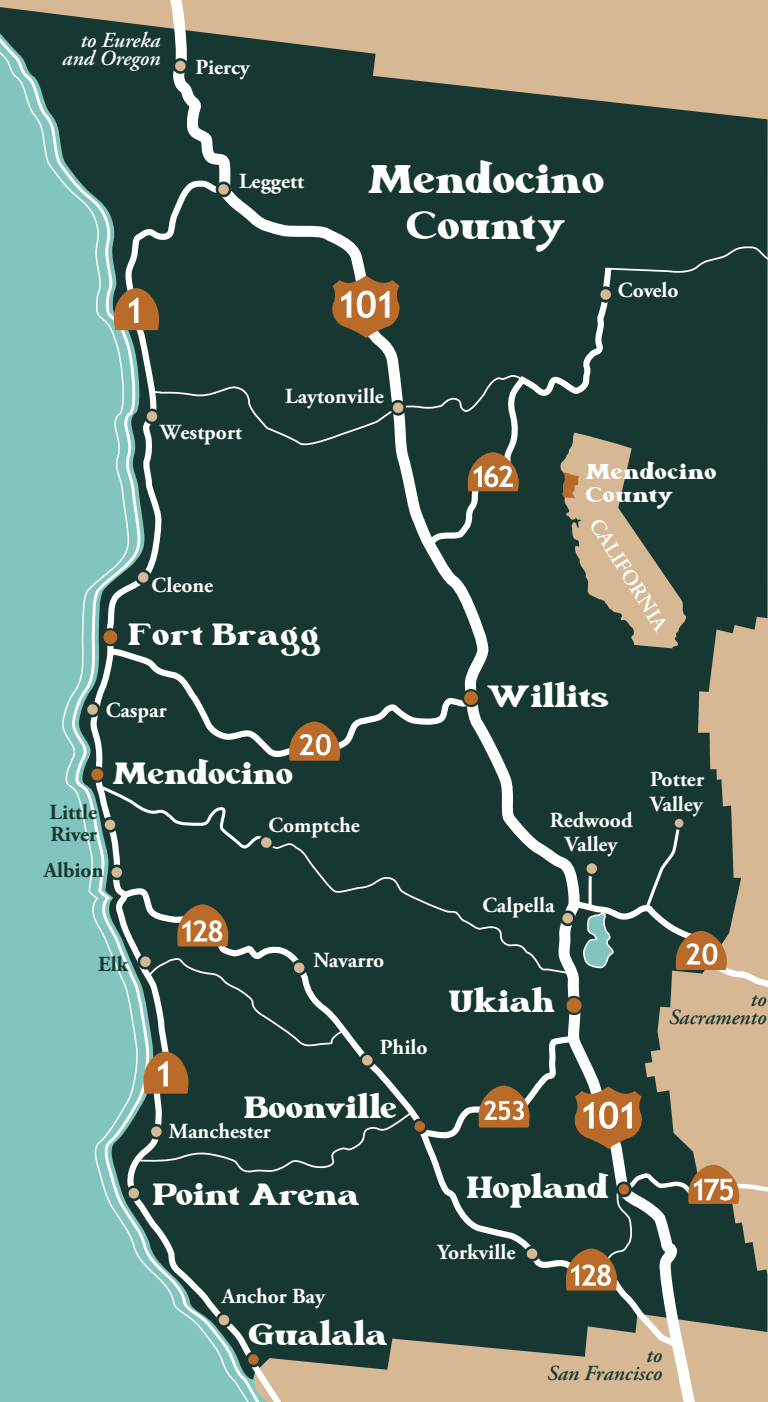 to Eureka
and Oregon
Piercy
Leggett
Mendocino
County
1
101
Covelo
Laytonville
Westport
162
Mendocino
County
CALIFORNIA
Cleone
Fort Bragg
Willits
Caspar
20
Mendocino
Potter
Valley
Little
River
Comptche
Redwood
Valley
Albion
Calpella
128
20
Elk
Navarro
Ukiah
to
Sacramento
Philo
1
Boonville
253
101
Manchester
Point Arena
Hopland
175
Yorkville
128
Anchor Bay
Gualala
to
San Francisco